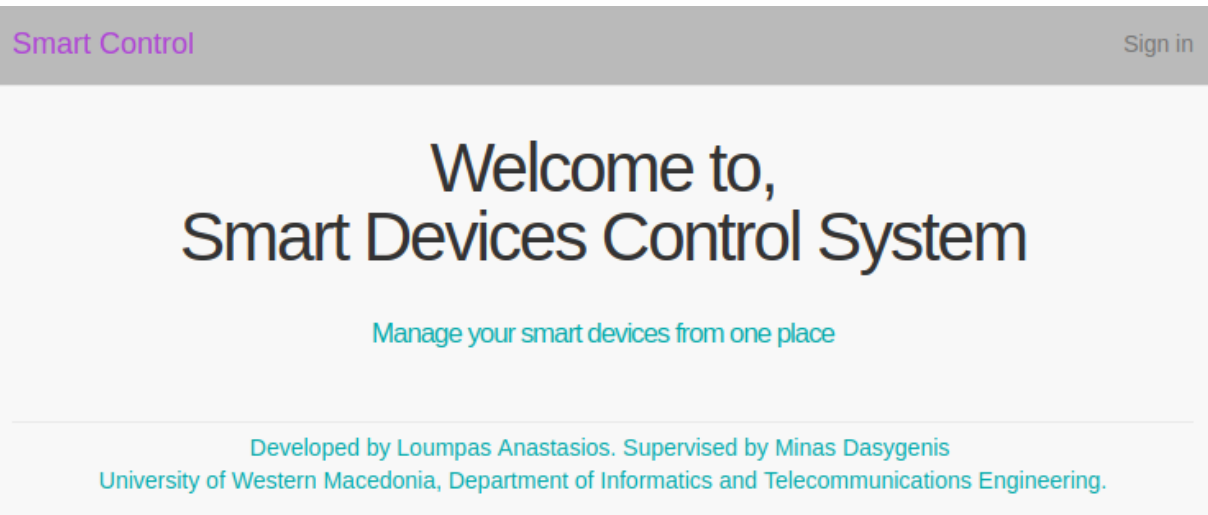 Smart Control
Sign in
Welcome to,
Smart Devices Control System
Manage your smart devices from one place
Developed by Loumpas Anastasios. Supervised by Minas Dasygenis
University of Western Macedonia, Department of Informatics and Telecommunications Engineering.